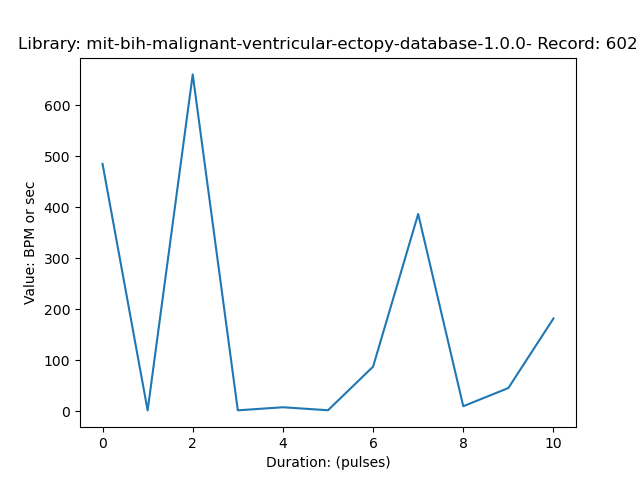 Library: mit-bih-malignant-ventricular-ectopy-database-1.0.0- Record: 602
600
500
400
300
200
100
0
Value: BPM or sec
0 2 4 6 8 10
Duration: (pulses)